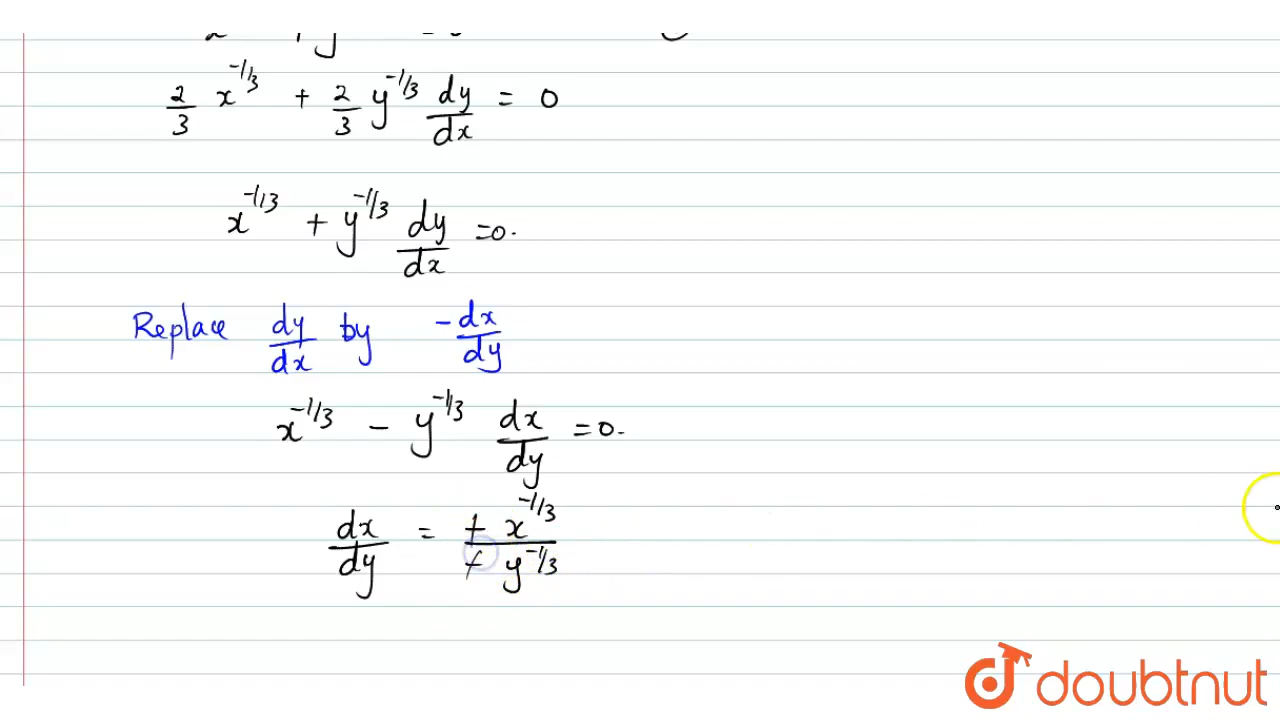 2/3 x^{-1/3} + 2/3 y^{-1/3} dy/dx = 0
x^{-1/3} + y^{-1/3} dy/dx = 0.
Replace dy/dx by - dx/dy
x^{-1/3} - y^{-1/3} dx/dy = 0.
dx/dy = + x^{-1/3} / + y^{-1/3}
doubtnut